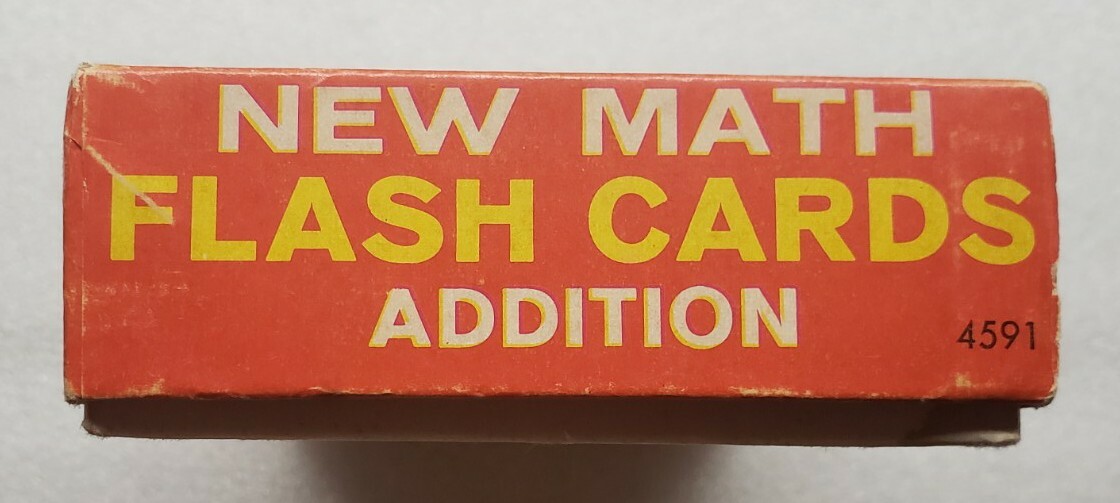 NEW MATH
FLASH CARDS
ADDITION
4591